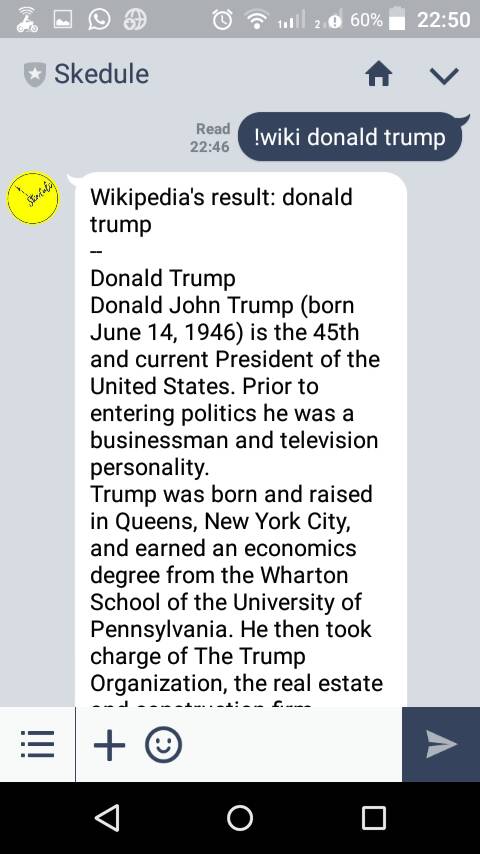 2 60% 22:50
Skedule
Read
22:46
!wiki donald trump
Skedule
Wikipedia's result: donald
trump
--
Donald Trump
Donald John Trump (born
June 14, 1946) is the 45th
and current President of the
United States. Prior to
entering politics he was a
businessman and television
personality.
Trump was born and raised
in Queens, New York City,
and earned an economics
degree from the Wharton
School of the University of
Pennsylvania. He then took
charge of The Trump
Organization, the real estate
and construction firm